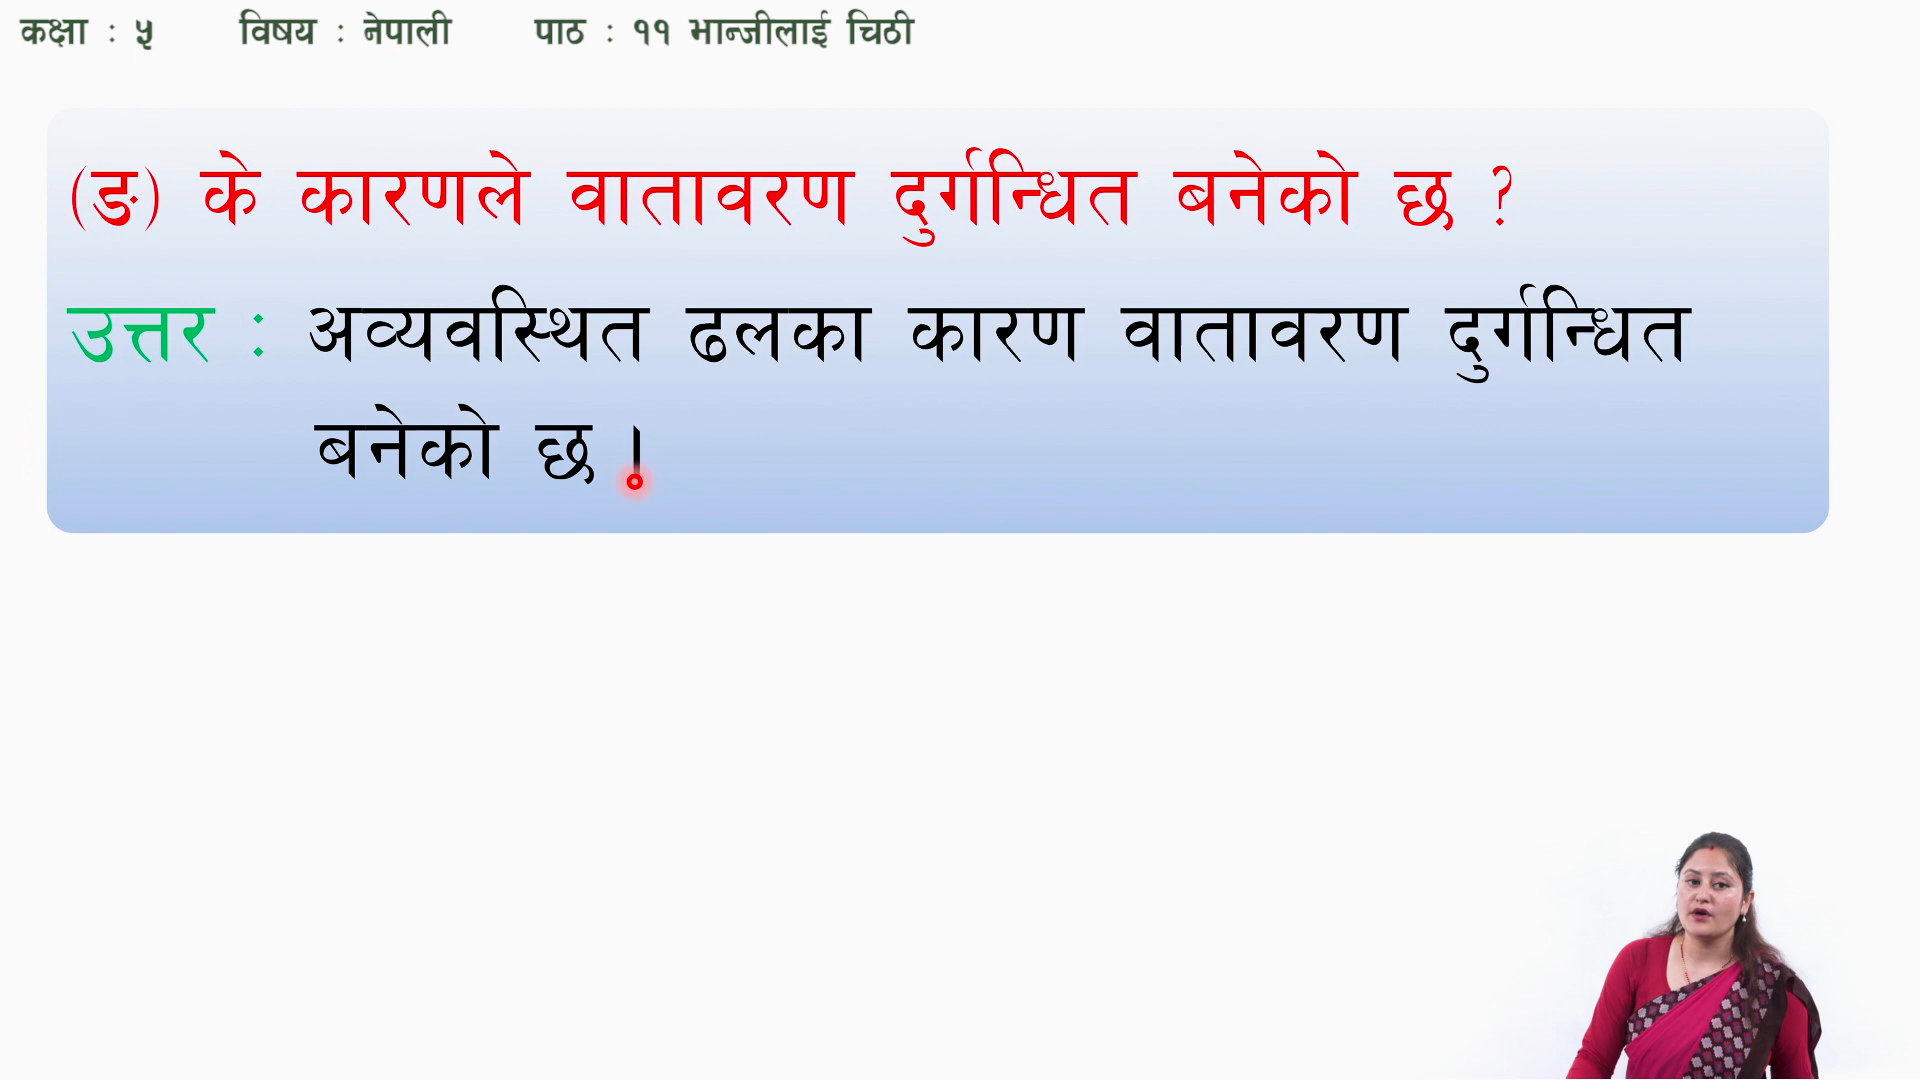 कक्षा : ५ विषय : नेपाली पाठ : ११ भान्जीलाई चिठी
(ङ) के कारणले वातावरण दुर्गन्धित बनेको छ ?
उत्तर : अव्यवस्थित ढलका कारण वातावरण दुर्गन्धित
बनेको छ ।